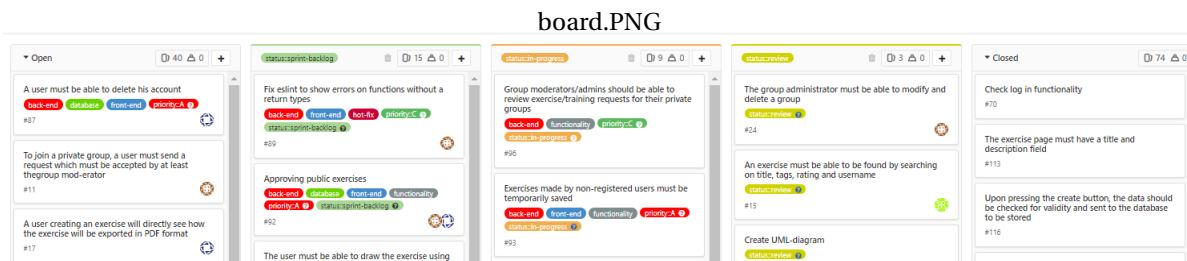 board.PNG
Open
40 0 +
A user must be able to delete his account
back-end database front-end priority::A
#87
To join a private group, a user must send a
request which must be accepted by at least
thegroup mod-erator
#11
A user creating an exercise will directly see how
the exercise will be exported in PDF format
#17
status::sprint-backlog
15 0 +
Fix eslint to show errors on functions without a
return types
back-end front-end hot-fix priority::C
status::sprint-backlog
#89
Approving public exercises
back-end database front-end functionality
priority::A status::sprint-backlog
#92
The user must be able to draw the exercise using
status::in-progress
9 0 +
Group moderators/admins should be able to
review exercise/training requests for their private
groups
back-end functionality priority::C
status::in-progress
#96
Exercises made by non-registered users must be
temporarily saved
back-end front-end functionality priority::A
status::in-progress
#93
status::review
3 0 +
The group administrator must be able to modify and
delete a group
status::review
#24
An exercise must be able to be found by searching
on title, tags, rating and username
status::review
#15
Create UML-diagram
status::review
Closed
74 0
Check log in functionality
#70
The exercise page must have a title and
description field
#113
Upon pressing the create button, the data should
be checked for validity and sent to the database
to be stored
#116